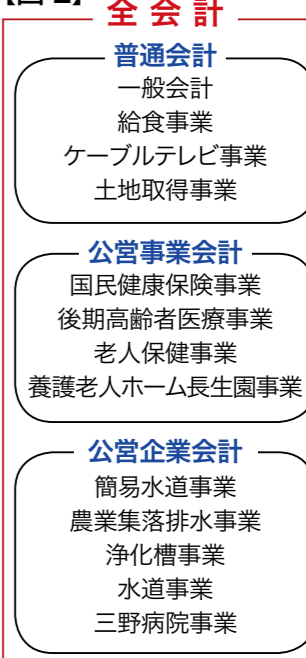 全会計
普通会計
一般会計
給食事業
ケーブルテレビ事業
土地取得事業
公営事業会計
国民健康保険事業
後期高齢者医療事業
老人保健事業
養護老人ホーム長生園事業
公営企業会計
簡易水道事業
農業集落排水事業
浄化槽事業
水道事業
三野病院事業